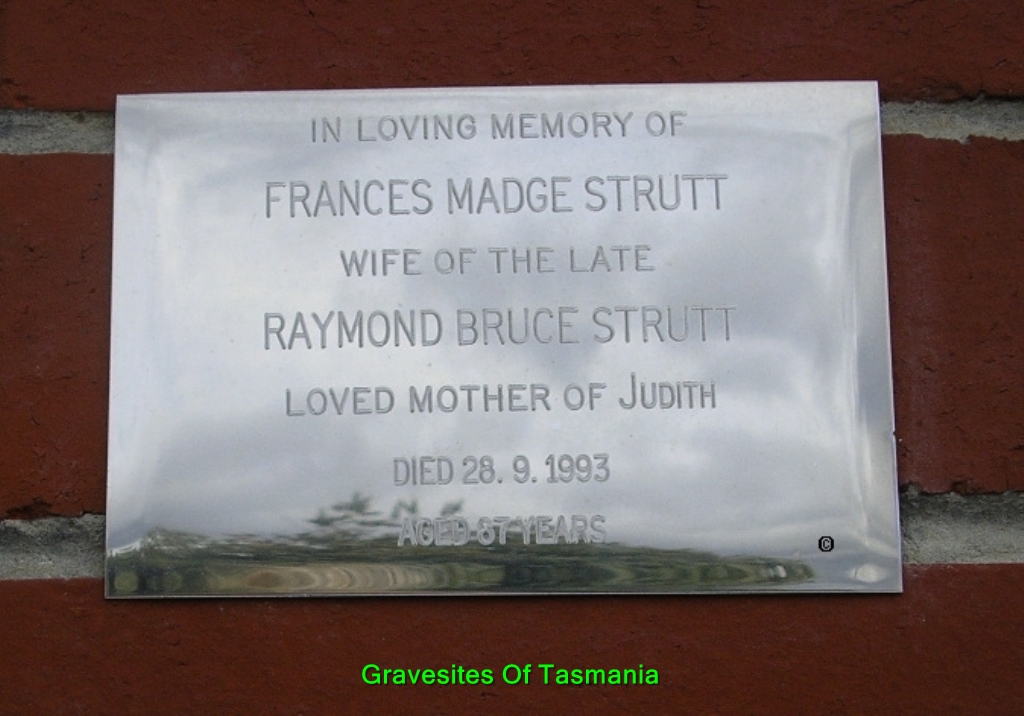 IN LOVING MEMORY OF
FRANCES MADGE STRUTT
WIFE OF THE LATE
RAYMOND BRUCE STRUTT
LOVED MOTHER OF JUDITH
DIED 28. 9. 1993
AGED 87 YEARS
©
Gravesites Of Tasmania